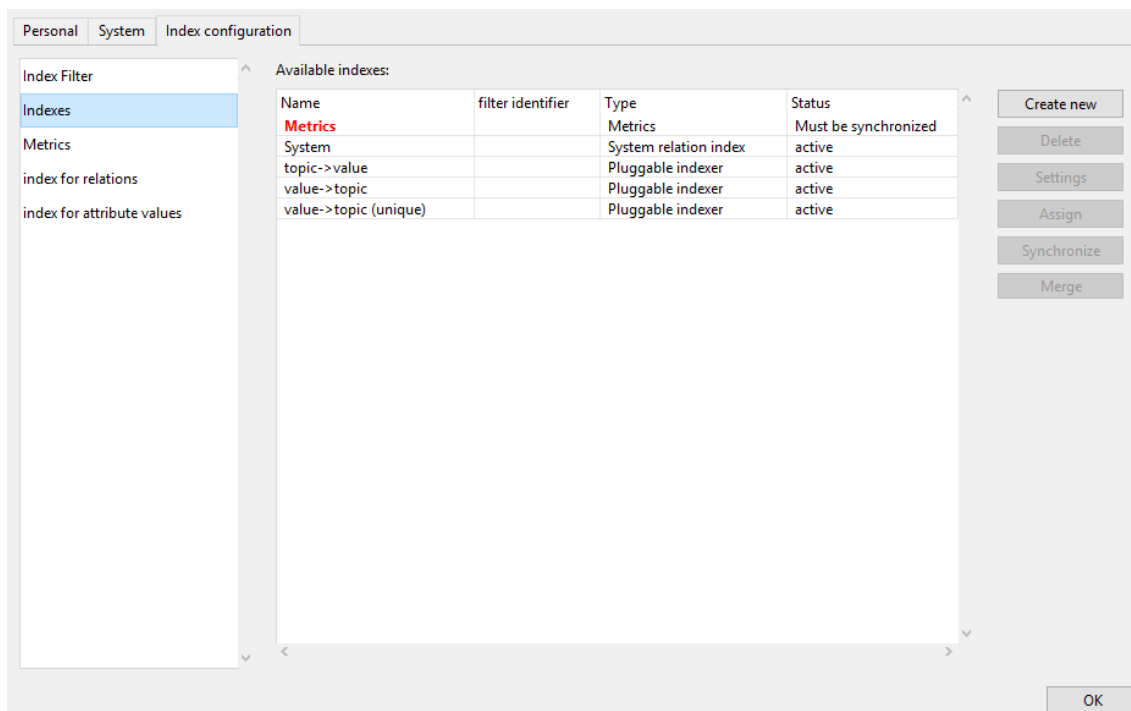 Personal System Index configuration
Index Filter
Indexes
Metrics
index for relations
index for attribute values
Available indexes:
Name filter identifier Type Status
Metrics Metrics Must be synchronized
System System relation index active
topic->value Pluggable indexer active
value->topic Pluggable indexer active
value->topic (unique) Pluggable indexer active
Create new
Delete
Settings
Assign
Synchronize
Merge
OK